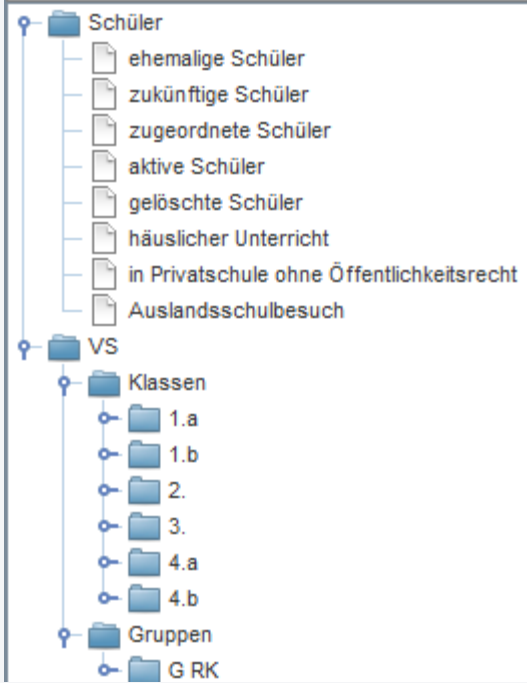 Schüler
ehemalige Schüler
zukünftige Schüler
zugeordnete Schüler
aktive Schüler
gelöschte Schüler
häuslicher Unterricht
in Privatschule ohne Öffentlichkeitsrecht
Auslandsschulbesuch
VS
Klassen
1.a
1.b
2.
3.
4.a
4.b
Gruppen
G RK